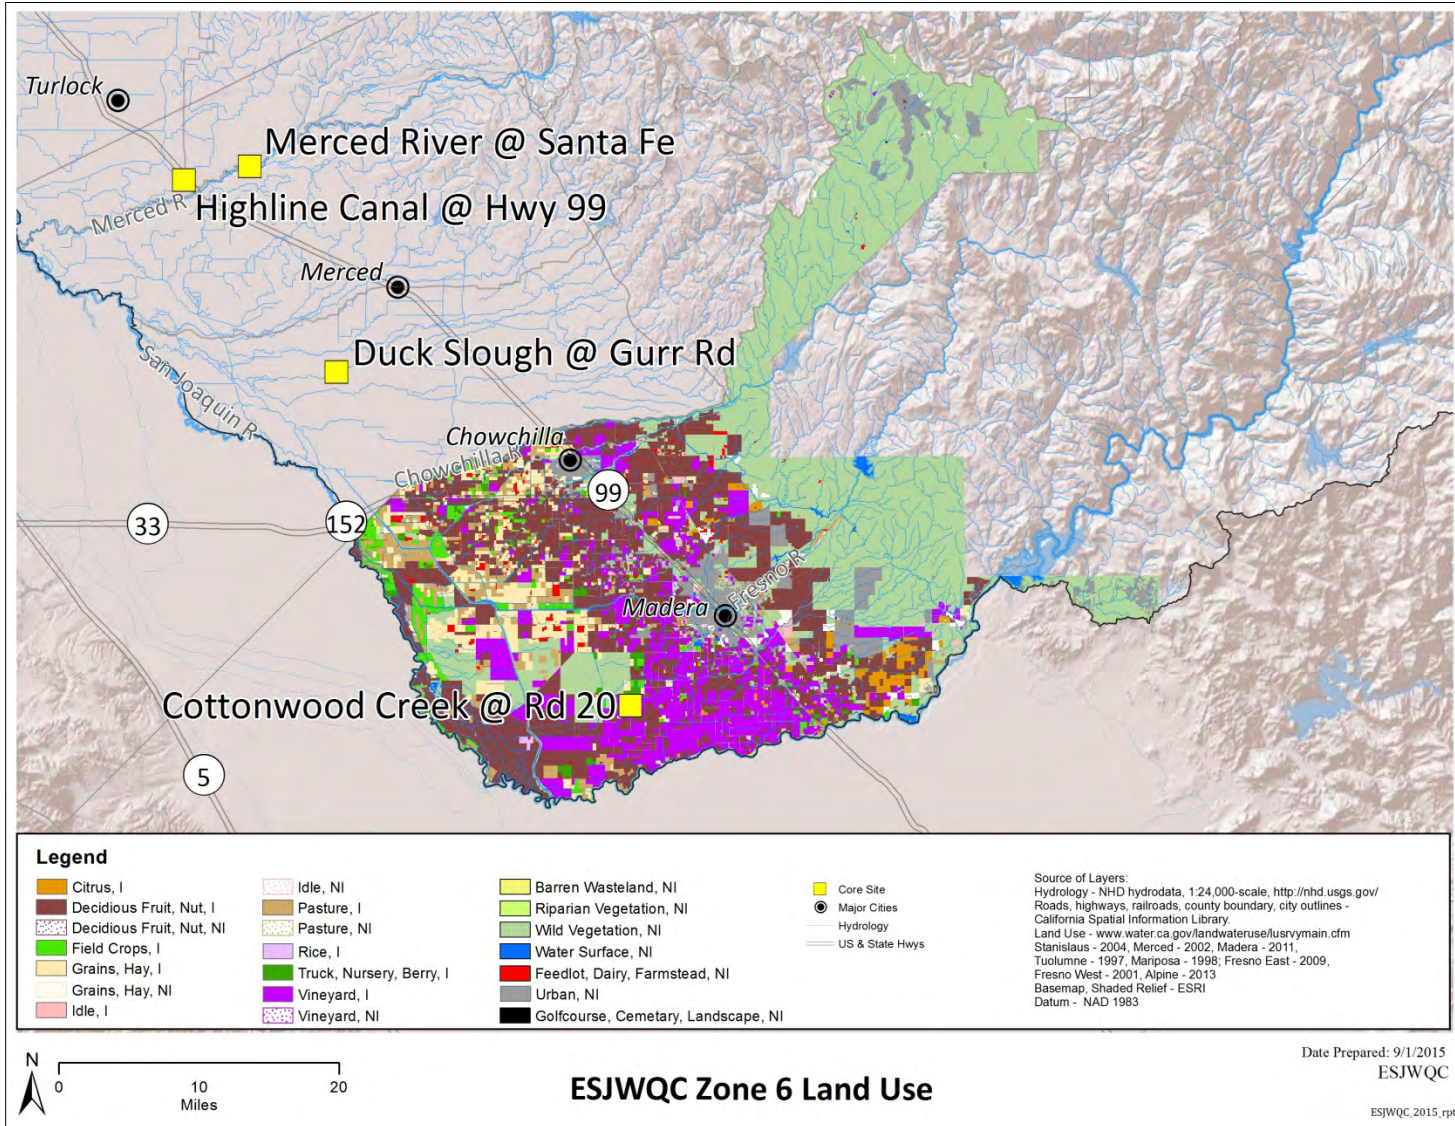 Turlock
Merced River @ Santa Fe
Merced R
Highline Canal @ Hwy 99
Merced
Duck Slough @ Gurr Rd
San Joaquin R
Chowchilla
Chowchilla R
99
33
152
Fresno R
Madera
Cottonwood Creek @ Rd 20
5
Legend
Citrus, I
Decidious Fruit, Nut, I
Decidious Fruit, Nut, NI
Field Crops, I
Grains, Hay, I
Grains, Hay, NI
Idle, I
Idle, NI
Pasture, I
Pasture, NI
Rice, I
Truck, Nursery, Berry, I
Vineyard, I
Vineyard, NI
Barren Wasteland, NI
Riparian Vegetation, NI
Wild Vegetation, NI
Water Surface, NI
Feedlot, Dairy, Farmstead, NI
Urban, NI
Golfcourse, Cemetary, Landscape, NI
Core Site
Major Cities
Hydrology
US & State Hwys
Source of Layers:
Hydrology - NHD hydrodata, 1:24,000-scale, http://nhd.usgs.gov/
Roads, highways, railroads, county boundary, city outlines -
California Spatial Information Library.
Land Use - www.water.ca.gov/landwateruse/lusrvymain.cfm
Stanislaus - 2004, Merced - 2002, Madera - 2011,
Tuolumne - 1997, Mariposa - 1998; Fresno East - 2009,
Fresno West - 2001, Alpine - 2013
Basemap, Shaded Relief - ESRI
Datum - NAD 1983
N
0 10 20
Miles
ESJWQC Zone 6 Land Use
Date Prepared: 9/1/2015
ESJWQC
ESJWQC_2015_rpt